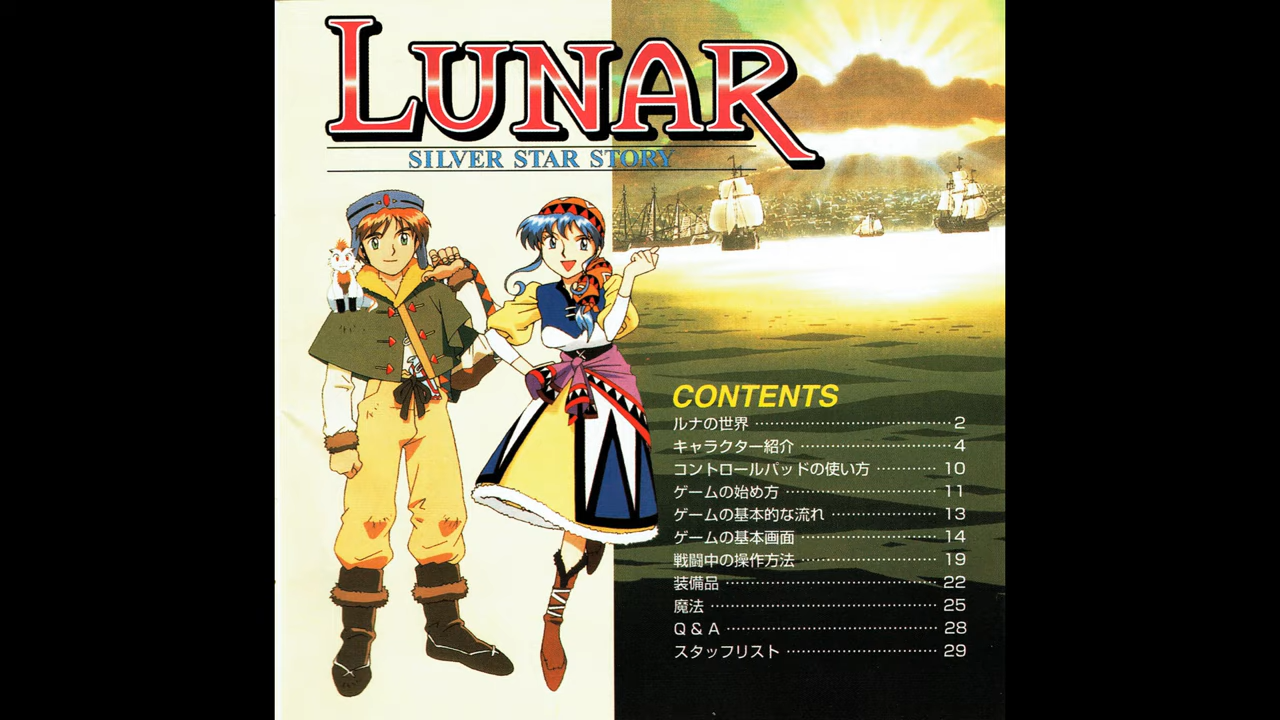 LUNAR
SILVER STAR STORY
CONTENTS
ルナの世界 ……………………………… 2
キャラクター紹介 ……………………… 4
コントロールパッドの使い方 ………… 10
ゲームの始め方 ……………………… 11
ゲームの基本的な流れ ……………… 13
ゲームの基本画面 …………………… 14
戦闘中の操作方法 …………………… 19
装備品 ………………………………… 22
魔法 …………………………………… 25
Q & A ………………………………… 28
スタッフリスト ……………………… 29